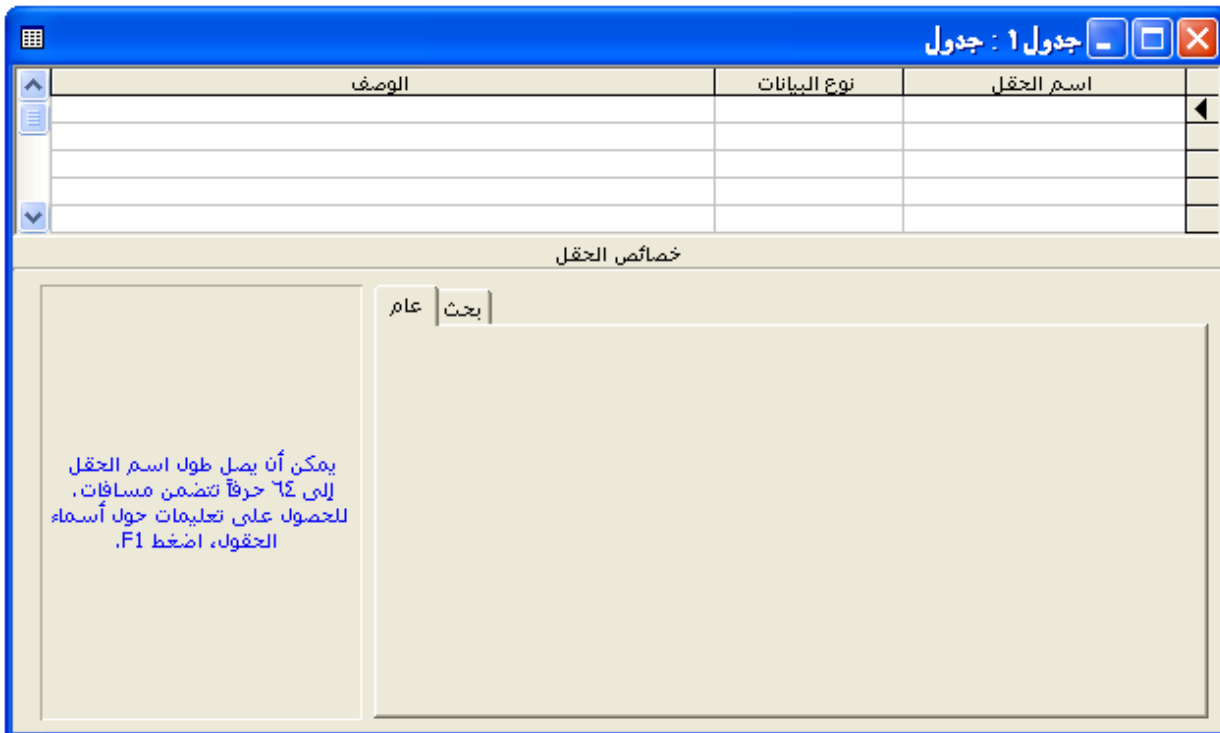 جدول١ : جدول
اسم الحقل نوع البيانات الوصف
خصائص الحقل
عام بحث
يمكن أن يصل طول اسم الحقل
إلى ٦٤ حرفاً تتضمن مسافات.
للحصول على تعليمات حول أسماء
الحقول، اضغط F1.